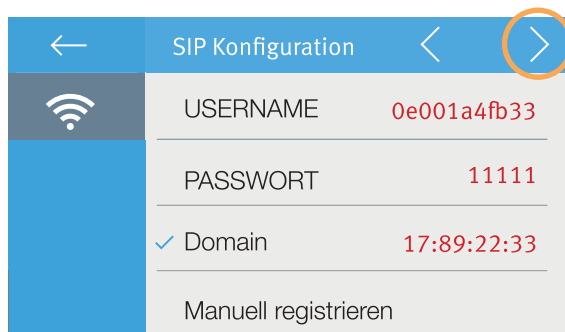 SIP Konfiguration
USERNAME 0e001a4fb33
PASSWORT 11111
Domain 17:89:22:33
Manuell registrieren